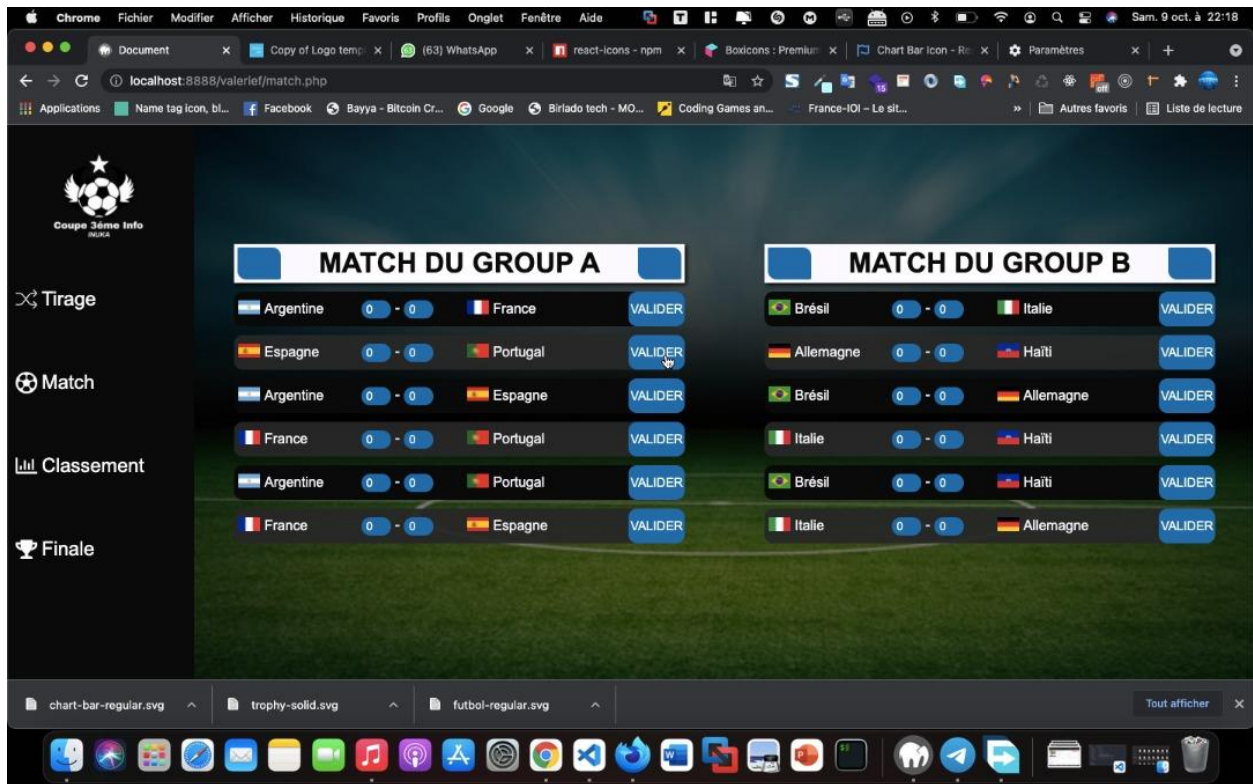 Chrome Fichier Modifier Afficher Historique Favoris Profils Onglet Fenêtre Aide Sam. 9 oct. à 22:18
Document Copy of Logo temp (63) WhatsApp react-icons - npm Boxicons : Premium Chart Bar Icon - Re Paramètres
localhost:8888/valerief/match.php
Applications Name tag icon, bl... Facebook Bayya - Bitcoin Cr... Google Birlado tech - MO... Coding Games an... France-IOI – Le sit... » Autres favoris Liste de lecture
Coupe 3éme Info
INUKA
Tirage
Match
Classement
Finale
MATCH DU GROUP A
Argentine 0 - 0 France VALIDER
Espagne 0 - 0 Portugal VALIDER
Argentine 0 - 0 Espagne VALIDER
France 0 - 0 Portugal VALIDER
Argentine 0 - 0 Portugal VALIDER
France 0 - 0 Espagne VALIDER
MATCH DU GROUP B
Brésil 0 - 0 Italie VALIDER
Allemagne 0 - 0 Haïti VALIDER
Brésil 0 - 0 Allemagne VALIDER
Italie 0 - 0 Haïti VALIDER
Brésil 0 - 0 Haïti VALIDER
Italie 0 - 0 Allemagne VALIDER
chart-bar-regular.svg trophy-solid.svg futbol-regular.svg Tout afficher